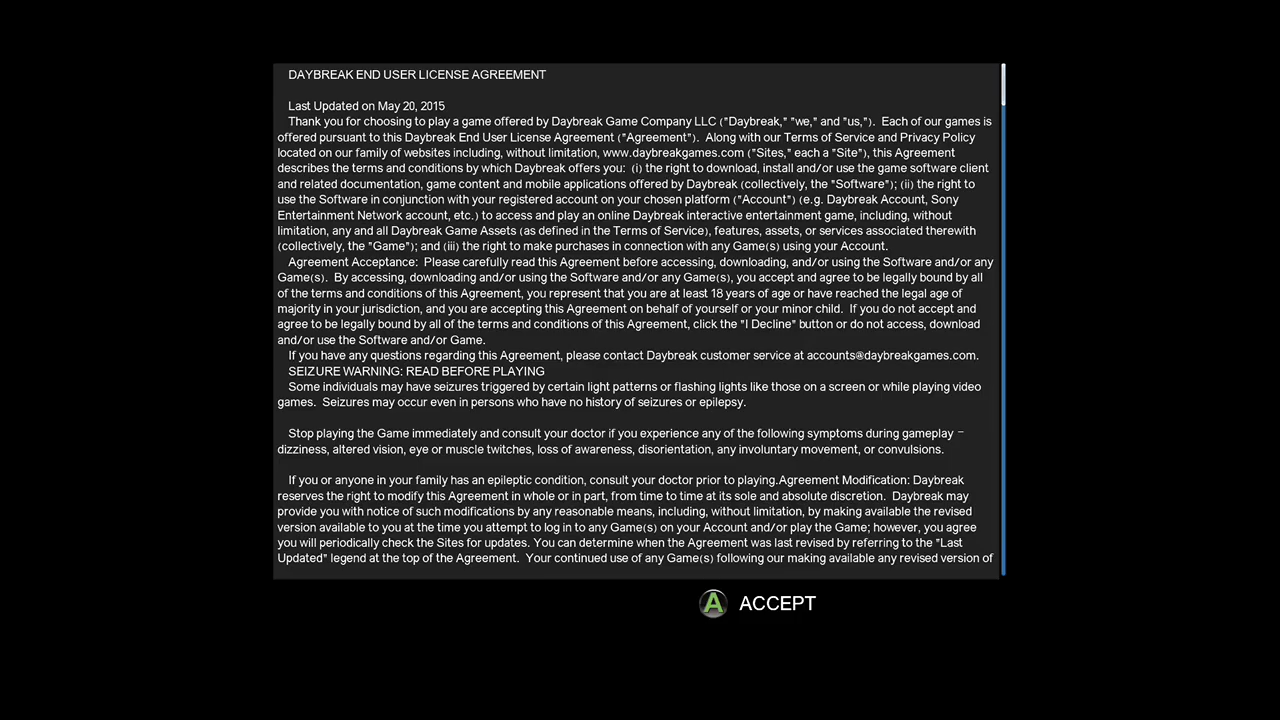 DAYBREAK END USER LICENSE AGREEMENT
Last Updated on May 20, 2015
Thank you for choosing to play a game offered by Daybreak Game Company LLC ("Daybreak," "we," and "us,").  Each of our games is
offered pursuant to this Daybreak End User License Agreement ("Agreement").  Along with our Terms of Service and Privacy Policy
located on our family of websites including, without limitation, www.daybreakgames.com ("Sites," each a "Site"), this Agreement
describes the terms and conditions by which Daybreak offers you:  (i) the right to download, install and/or use the game software client
and related documentation, game content and mobile applications offered by Daybreak (collectively, the "Software"); (ii) the right to
use the Software in conjunction with your registered account on your chosen platform ("Account") (e.g. Daybreak Account, Sony
Entertainment Network account, etc.) to access and play an online Daybreak interactive entertainment game, including, without
limitation, any and all Daybreak Game Assets (as defined in the Terms of Service), features, assets, or services associated therewith
(collectively, the "Game"); and (iii) the right to make purchases in connection with any Game(s) using your Account.
Agreement Acceptance:  Please carefully read this Agreement before accessing, downloading, and/or using the Software and/or any
Game(s).  By accessing, downloading and/or using the Software and/or any Game(s), you accept and agree to be legally bound by all
of the terms and conditions of this Agreement, you represent that you are at least 18 years of age or have reached the legal age of
majority in your jurisdiction, and you are accepting this Agreement on behalf of yourself or your minor child.  If you do not accept and
agree to be legally bound by all of the terms and conditions of this Agreement, click the "I Decline" button or do not access, download
and/or use the Software and/or Game.
If you have any questions regarding this Agreement, please contact Daybreak customer service at accounts@daybreakgames.com.
SEIZURE WARNING: READ BEFORE PLAYING
Some individuals may have seizures triggered by certain light patterns or flashing lights like those on a screen or while playing video
games.  Seizures may occur even in persons who have no history of seizures or epilepsy.
Stop playing the Game immediately and consult your doctor if you experience any of the following symptoms during gameplay –
dizziness, altered vision, eye or muscle twitches, loss of awareness, disorientation, any involuntary movement, or convulsions.
If you or anyone in your family has an epileptic condition, consult your doctor prior to playing.Agreement Modification: Daybreak
reserves the right to modify this Agreement in whole or in part, from time to time at its sole and absolute discretion.  Daybreak may
provide you with notice of such modifications by any reasonable means, including, without limitation, by making available the revised
version available to you at the time you attempt to log in to any Game(s) on your Account and/or play the Game; however, you agree
you will periodically check the Sites for updates. You can determine when the Agreement was last revised by referring to the "Last
Updated" legend at the top of the Agreement.  Your continued use of any Game(s) following our making available any revised version of
A ACCEPT